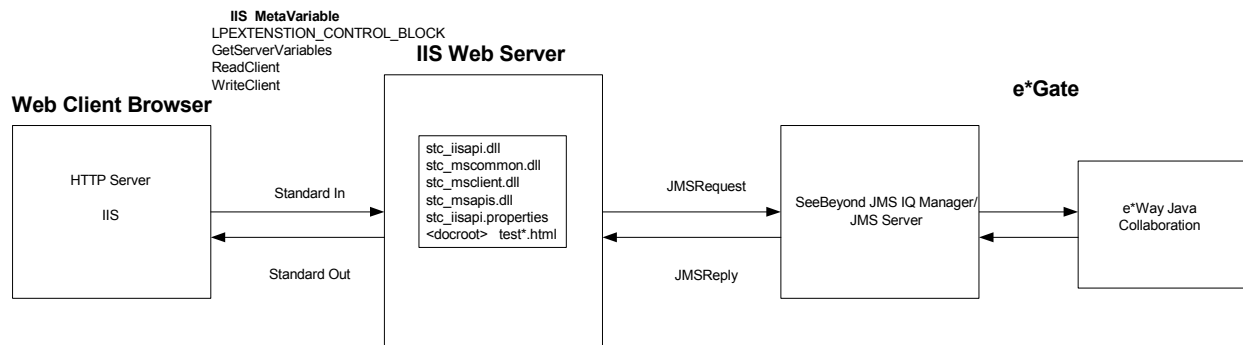 IIS MetaVariable
LPEXTENSTION_CONTROL_BLOCK
GetServerVariables
ReadClient
WriteClient
IIS Web Server
Web Client Browser
e*Gate
HTTP Server
IIS
Standard In
Standard Out
stc_iisapi.dll
stc_mscommon.dll
stc_msclient.dll
stc_msapis.dll
stc_iisapi.properties
<docroot> test*.html
JMSRequest
JMSReply
SeeBeyond JMS IQ Manager/
JMS Server
e*Way Java
Collaboration